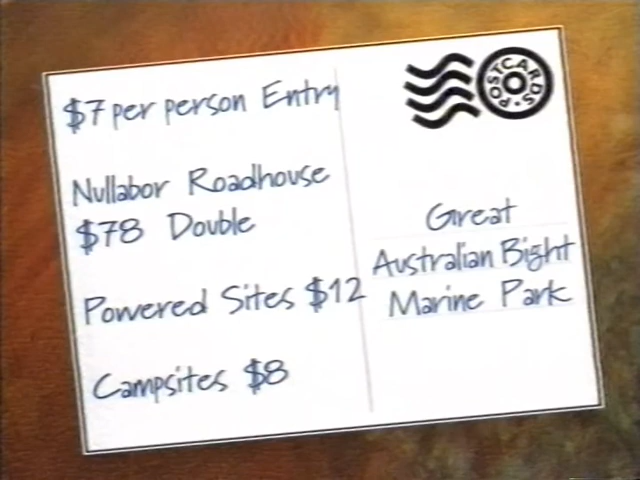 $7 per person Entry
Nullabor Roadhouse
$78 Double
Powered Sites $12
Campsites $8
POSTCARDS
Great
Australian Bight
Marine Park